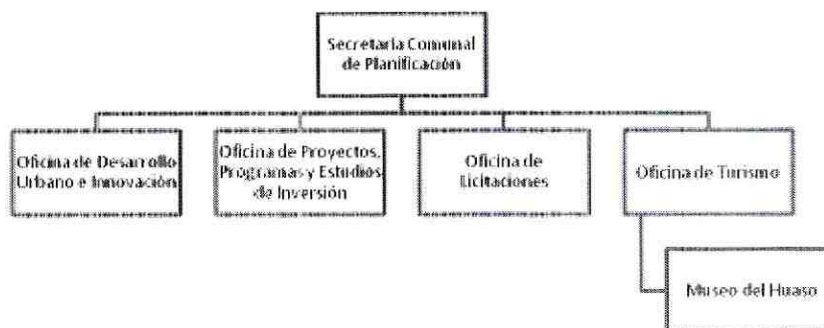 Secretaría Comunal
de Planificación
Oficina de Desarrollo
Urbano e Innovación
Oficina de Proyectos,
Programas y Estudios
de Inversión
Oficina de
Licitaciones
Oficina de Turismo
Museo del Huaso